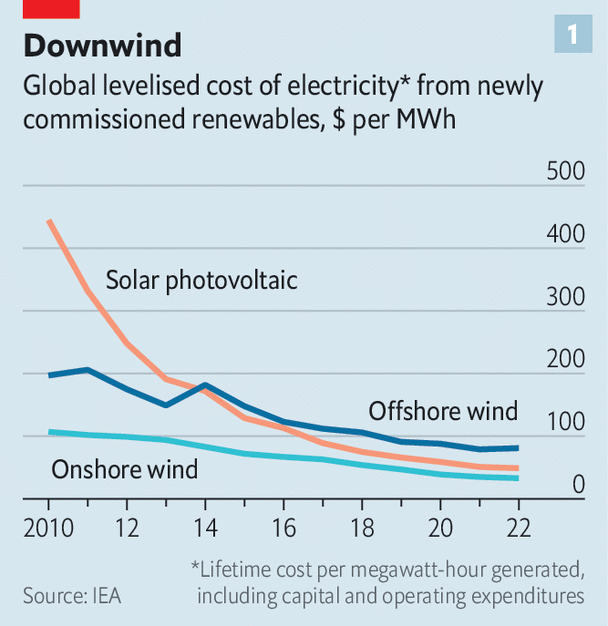 1
Downwind
Global levelised cost of electricity* from newly
commissioned renewables, $ per MWh
500
400
Solar photovoltaic
300
200
Offshore wind
100
Onshore wind
0
2010 12 14 16 18 20 22
*Lifetime cost per megawatt-hour generated,
Source: IEA including capital and operating expenditures